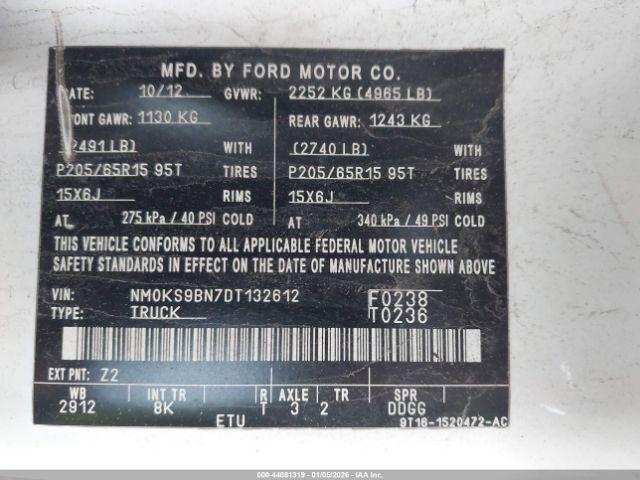 MFD. BY FORD MOTOR CO.
DATE: 10/12 GVWR: 2252 KG (4965 LB)
FRONT GAWR: 1130 KG REAR GAWR: 1243 KG
(2491 LB) WITH (2740 LB) WITH
P205/65R15 95T TIRES P205/65R15 95T TIRES
15X6J RIMS 15X6J RIMS
AT 275 kPa / 40 PSI COLD AT 340 kPa / 49 PSI COLD
THIS VEHICLE CONFORMS TO ALL APPLICABLE FEDERAL MOTOR VEHICLE
SAFETY STANDARDS IN EFFECT ON THE DATE OF MANUFACTURE SHOWN ABOVE
VIN: NM0KS9BN7DT132612 F0238
TYPE: TRUCK T0236
EXT PNT: Z2
WB INT TR R AXLE TR SPR
2912 8K T 3 2 DDGG
ETU 9T16-1520472-AC
000-44081319 | 01/05/2026 - IAAI.COM